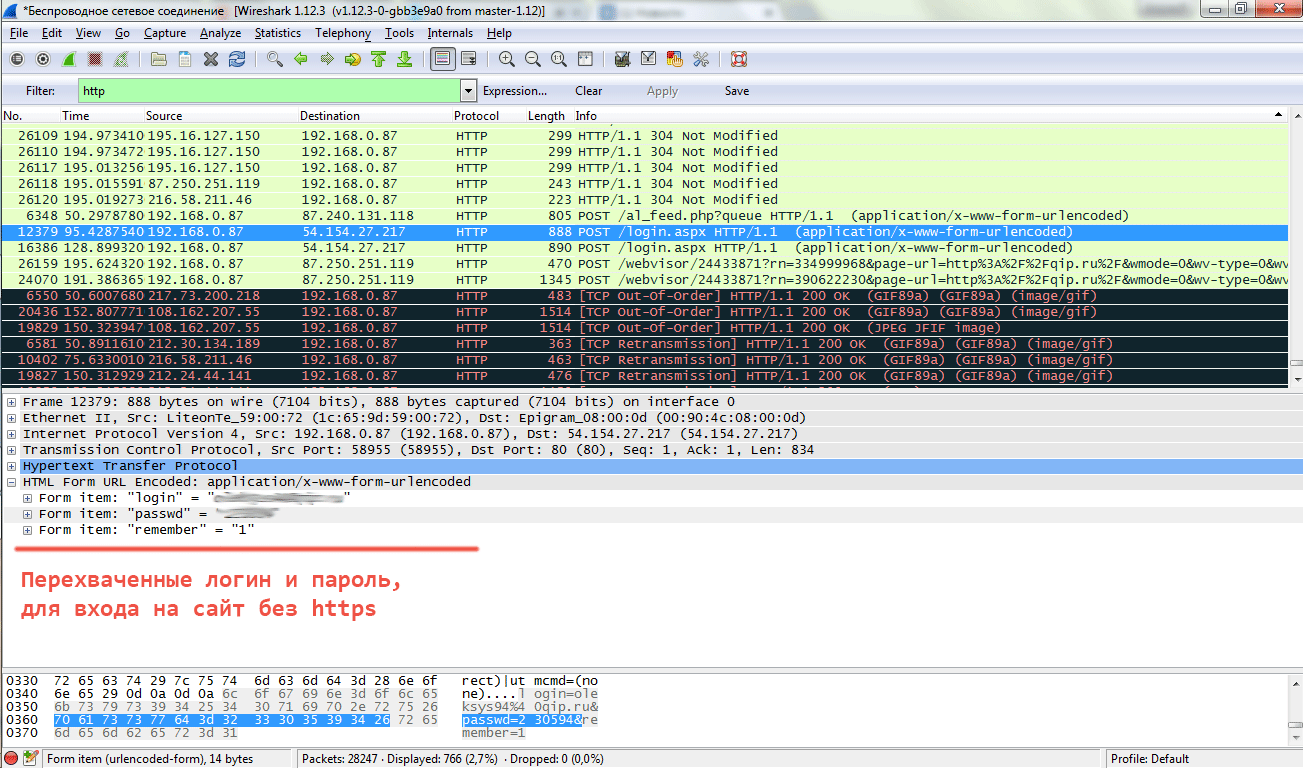 *Беспроводное сетевое соединение [Wireshark 1.12.3 (v1.12.3-0-gbb3e9a0 from master-1.12)]
File Edit View Go Capture Analyze Statistics Telephony Tools Internals Help
Filter: http Expression... Clear Apply Save
No. Time Source Destination Protocol Length Info
26109 194.973410 195.16.127.150 192.168.0.87 HTTP 299 HTTP/1.1 304 Not Modified
26110 194.973472 195.16.127.150 192.168.0.87 HTTP 299 HTTP/1.1 304 Not Modified
26117 195.013256 195.16.127.150 192.168.0.87 HTTP 299 HTTP/1.1 304 Not Modified
26118 195.015591 87.250.251.119 192.168.0.87 HTTP 243 HTTP/1.1 304 Not Modified
26120 195.019273 216.58.211.46 192.168.0.87 HTTP 223 HTTP/1.1 304 Not Modified
6348 50.2978780 192.168.0.87 87.240.131.118 HTTP 805 POST /al_feed.php?queue HTTP/1.1 (application/x-www-form-urlencoded)
12379 95.4287540 192.168.0.87 54.154.27.217 HTTP 888 POST /login.aspx HTTP/1.1 (application/x-www-form-urlencoded)
16386 128.899320 192.168.0.87 54.154.27.217 HTTP 890 POST /login.aspx HTTP/1.1 (application/x-www-form-urlencoded)
26159 195.624320 192.168.0.87 87.250.251.119 HTTP 470 POST /webvisor/24433871?rn=334999968&page-url=http%3A%2F%2Fqip.ru%2F&wmode=0&wv-type=0&wv
24070 191.386365 192.168.0.87 87.250.251.119 HTTP 1345 POST /webvisor/24433871?rn=390622230&page-url=http%3A%2F%2Fqip.ru%2F&wmode=0&wv-type=0&wv
6550 50.6007680 217.73.200.218 192.168.0.87 HTTP 483 [TCP Out-Of-Order] HTTP/1.1 200 OK (GIF89a) (GIF89a) (image/gif)
20436 152.807771 108.162.207.55 192.168.0.87 HTTP 1514 [TCP Out-Of-Order] HTTP/1.1 200 OK (GIF89a) (GIF89a) (image/gif)
19829 150.323947 108.162.207.55 192.168.0.87 HTTP 1514 [TCP Out-Of-Order] HTTP/1.1 200 OK (JPEG JFIF image)
6581 50.8911610 212.30.134.189 192.168.0.87 HTTP 363 [TCP Retransmission] HTTP/1.1 200 OK (GIF89a) (GIF89a) (image/gif)
10402 75.6330010 216.58.211.46 192.168.0.87 HTTP 463 [TCP Retransmission] HTTP/1.1 200 OK (GIF89a) (GIF89a) (image/gif)
19827 150.312929 212.24.44.141 192.168.0.87 HTTP 476 [TCP Retransmission] HTTP/1.1 200 OK (GIF89a) (GIF89a) (image/gif)
Frame 12379: 888 bytes on wire (7104 bits), 888 bytes captured (7104 bits) on interface 0
Ethernet II, Src: LiteonTe_59:00:72 (1c:65:9d:59:00:72), Dst: Epigram_08:00:0d (00:90:4c:08:00:0d)
Internet Protocol Version 4, Src: 192.168.0.87 (192.168.0.87), Dst: 54.154.27.217 (54.154.27.217)
Transmission Control Protocol, Src Port: 58955 (58955), Dst Port: 80 (80), Seq: 1, Ack: 1, Len: 834
Hypertext Transfer Protocol
HTML Form URL Encoded: application/x-www-form-urlencoded
Form item: "login" = " "
Form item: "passwd" = "
Form item: "remember" = "1"
Перехваченные логин и пароль,
для входа на сайт без https
0330 72 65 63 74 29 7c 75 74 6d 63 6d 64 3d 28 6e 6f rect)|ut mcmd=(no
0340 6e 65 29 0d 0a 0d 0a 6c 6f 67 69 6e 3d 6f 6c 65 ne)....l ogin=ole
0350 6b 73 79 73 39 34 25 34 30 71 69 70 2e 72 75 26 ksys94%4 0qip.ru&
0360 70 61 73 73 77 64 3d 32 33 30 35 39 34 26 72 65 passwd=2 30594&re
0370 6d 65 6d 62 65 72 3d 31 member=1
Form item (urlencoded-form), 14 bytes Packets: 28247 · Displayed: 766 (2,7%) · Dropped: 0 (0,0%) Profile: Default